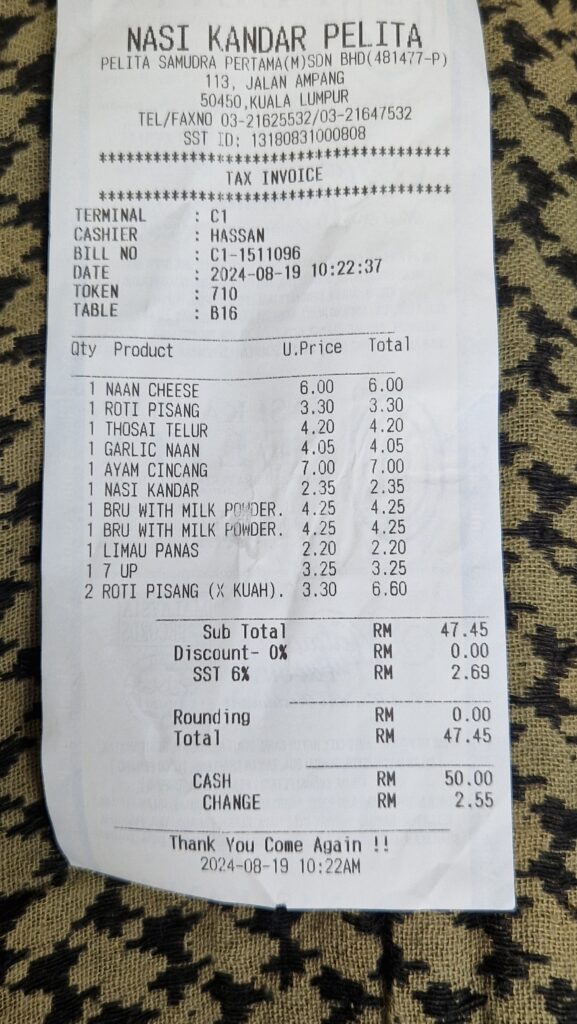 NASI KANDAR PELITA
PELITA SAMUDRA PERTAMA(M)SDN BHD(481477-P)
113, JALAN AMPANG
50450,KUALA LUMPUR
TEL/FAXNO 03-21625532/03-21647532
SST ID: 13180831000808
******************************************
TAX INVOICE
******************************************
TERMINAL : C1
CASHIER : HASSAN
BILL NO : C1-1511096
DATE : 2024-08-19 10:22:37
TOKEN : 710
TABLE : B16
Qty Product U.Price Total
1 NAAN CHEESE 6.00 6.00
1 ROTI PISANG 3.30 3.30
1 THOSAI TELUR 4.20 4.20
1 GARLIC NAAN 4.05 4.05
1 AYAM CINCANG 7.00 7.00
1 NASI KANDAR 2.35 2.35
1 BRU WITH MILK POWDER. 4.25 4.25
1 BRU WITH MILK POWDER. 4.25 4.25
1 LIMAU PANAS 2.20 2.20
1 7 UP 3.25 3.25
2 ROTI PISANG (X KUAH). 3.30 6.60
Sub Total RM 47.45
Discount- 0% RM 0.00
SST 6% RM 2.69
Rounding RM 0.00
Total RM 47.45
CASH RM 50.00
CHANGE RM 2.55
Thank You Come Again !!
2024-08-19 10:22AM